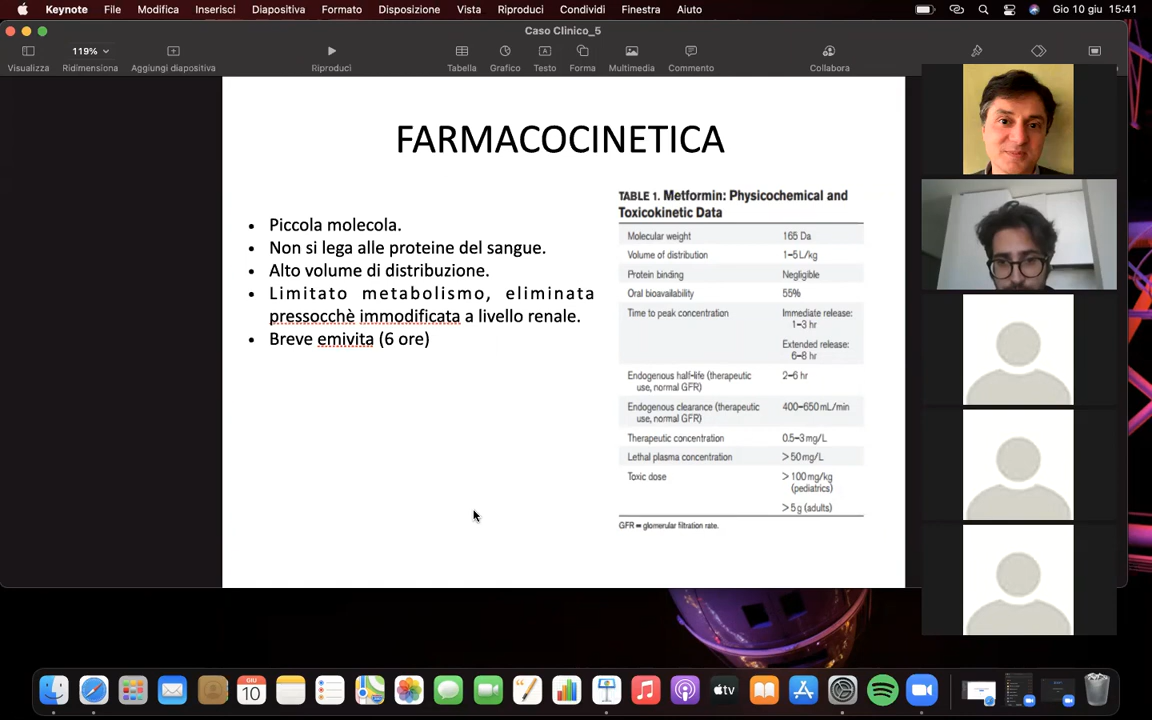 Keynote File Modifica Inserisci Diapositiva Formato Disposizione Vista Riproduci Condividi Finestra Aiuto Gio 10 giu 15:41
Caso Clinico_5
119%
Visualizza Ridimensiona Aggiungi diapositiva Riproduci Tabella Grafico Testo Forma Multimedia Commento Collabora
FARMACOCINETICA
• Piccola molecola.
• Non si lega alle proteine del sangue.
• Alto volume di distribuzione.
• Limitato metabolismo, eliminata
pressocchè immodificata a livello renale.
• Breve emivita (6 ore)
TABLE 1. Metformin: Physicochemical and
Toxicokinetic Data
Molecular weight 165 Da
Volume of distribution 1–5 L/kg
Protein binding Negligible
Oral bioavailability 55%
Time to peak concentration Immediate release:
1–3 hr
Extended release:
6–8 hr
Endogenous half-life (therapeutic 2–6 hr
use, normal GFR)
Endogenous clearance (therapeutic 400–650 mL/min
use, normal GFR)
Therapeutic concentration 0.5–3 mg/L
Lethal plasma concentration > 50 mg/L
Toxic dose > 100 mg/kg
(pediatrics)
> 5 g (adults)
GFR = glomerular filtration rate.
GIU
10
tv